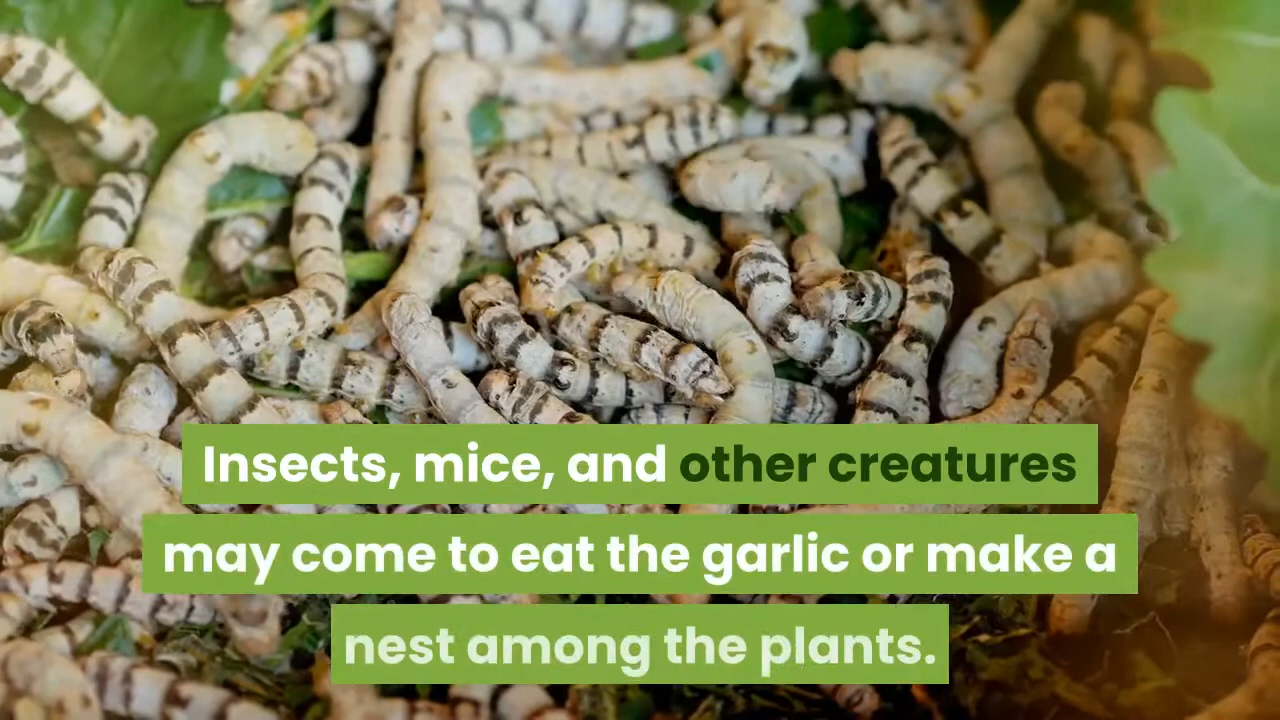 Insects, mice, and other creatures
may come to eat the garlic or make a
nest among the plants.